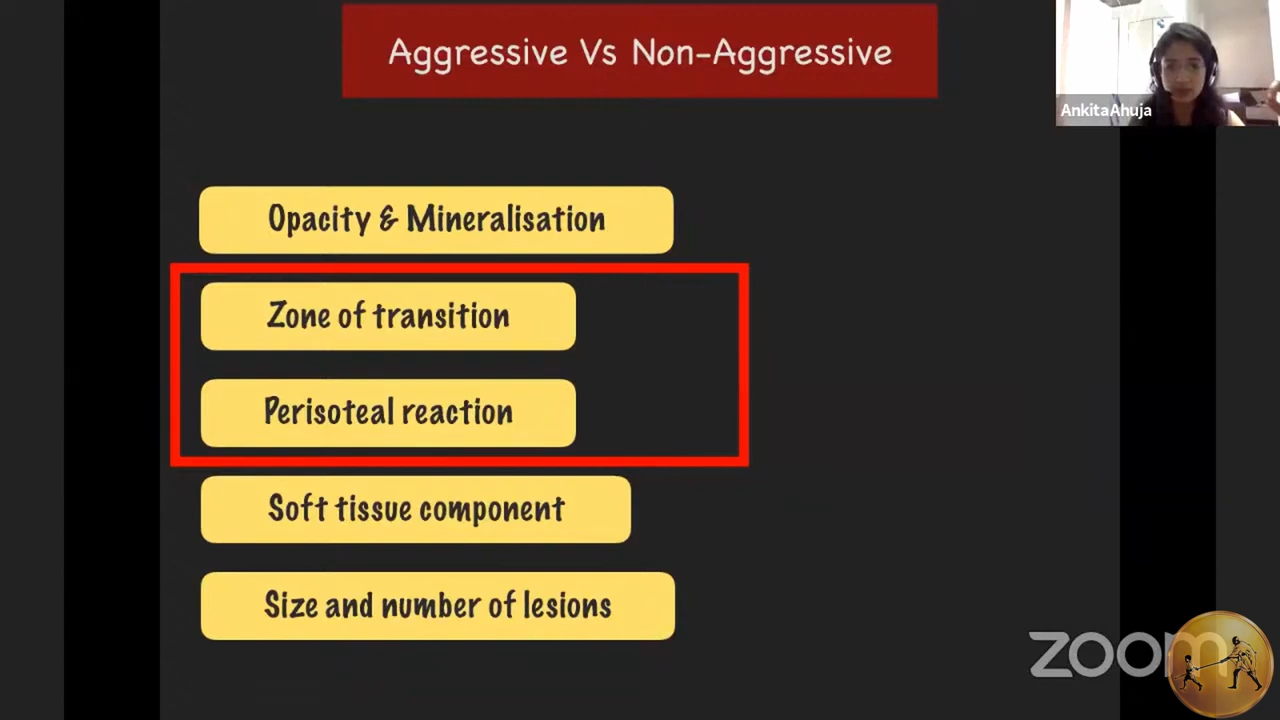 Aggressive Vs Non-Aggressive
AnkitaAhuja
Opacity & Mineralisation
Zone of transition
Perisoteal reaction
Soft tissue component
Size and number of lesions
zoom